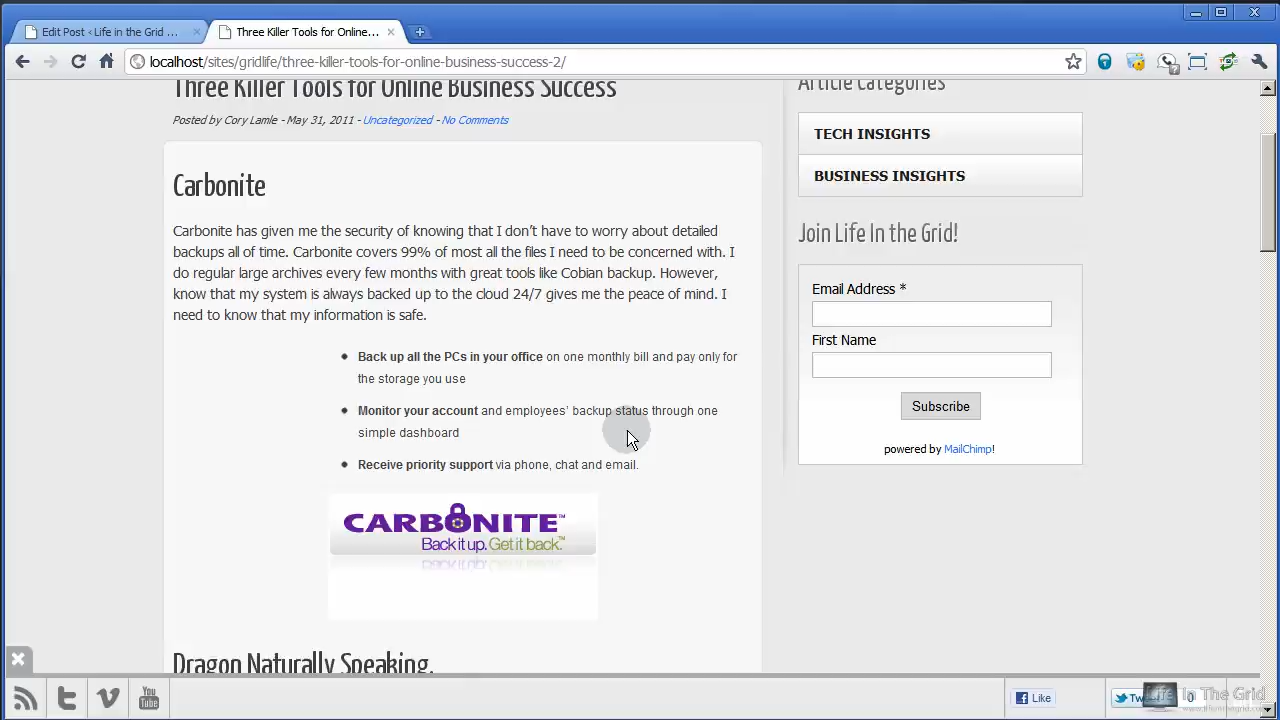 Edit Post ‹ Life in the Grid ...
Three Killer Tools for Online...
localhost/sites/gridlife/three-killer-tools-for-online-business-success-2/
Three Killer Tools for Online Business Success
Posted by Cory Lamle - May 31, 2011 - Uncategorized - No Comments
Carbonite
Carbonite has given me the security of knowing that I don’t have to worry about detailed
backups all of time. Carbonite covers 99% of most all the files I need to be concerned with. I
do regular large archives every few months with great tools like Cobian backup. However,
know that my system is always backed up to the cloud 24/7 gives me the peace of mind. I
need to know that my information is safe.
Back up all the PCs in your office on one monthly bill and pay only for
the storage you use
Monitor your account and employees’ backup status through one
simple dashboard
Receive priority support via phone, chat and email.
CARBONITE™
Back it up. Get it back.™
Dragon Naturally Speaking.
Article Categories
TECH INSIGHTS
BUSINESS INSIGHTS
Join Life In the Grid!
Email Address *
First Name
Subscribe
powered by MailChimp!
You
Tube
Like
0
Life In The Grid